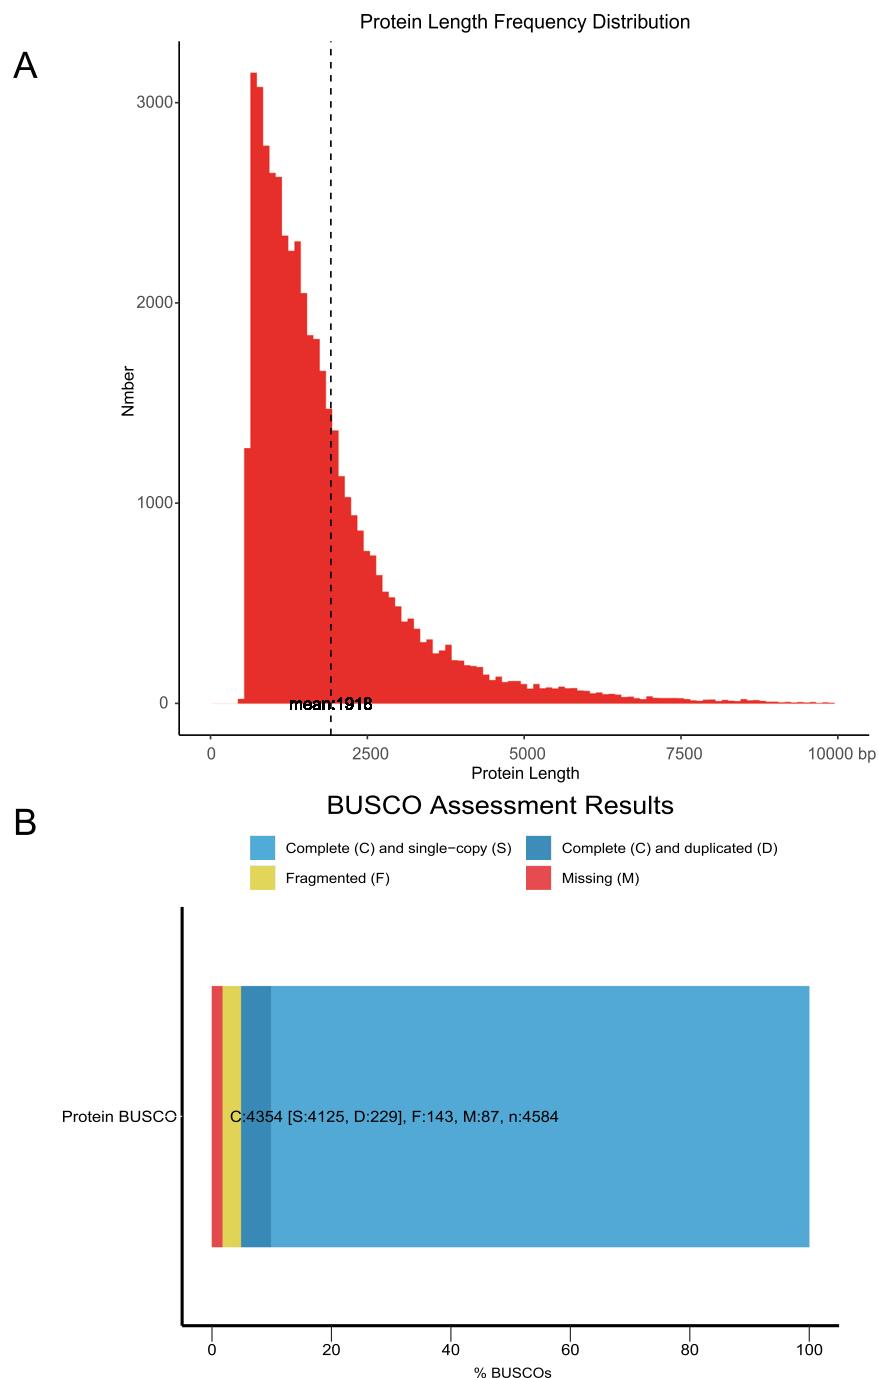 Protein Length Frequency Distribution
A
3000
2000
1000
0
Nmber
mean:1918
0 2500 5000 7500 10000 bp
Protein Length
B
BUSCO Assessment Results
Complete (C) and single−copy (S) Complete (C) and duplicated (D)
Fragmented (F) Missing (M)
Protein BUSCO
C:4354 [S:4125, D:229], F:143, M:87, n:4584
0 20 40 60 80 100
% BUSCOs